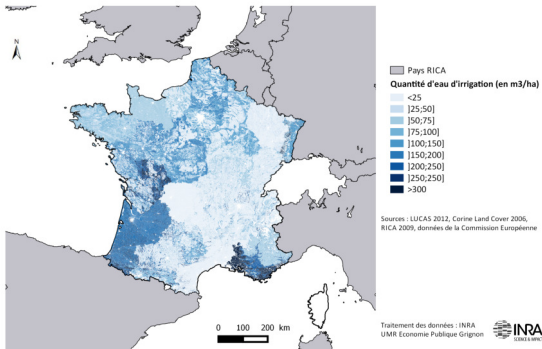 N
Pays RICA
Quantité d'eau d'irrigation (en m3/ha)
<25
]25;50]
]50;75]
]75;100]
]100;150]
]150;200]
]200;250]
]250;250]
>300
Sources : LUCAS 2012, Corine Land Cover 2006,
RICA 2009, données de la Commission Européenne
0 100 200 km
Traitement des données : INRA
UMR Economie Publique Grignon
INRA
SCIENCE & IMPACT